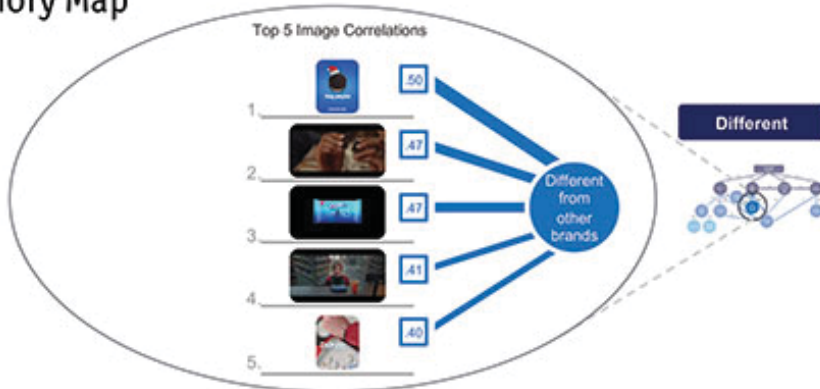 Map
Top 5 Image Correlations
1.
.50
2.
.47
3.
.47
4.
.41
5.
.40
Different
from
other
brands
Different